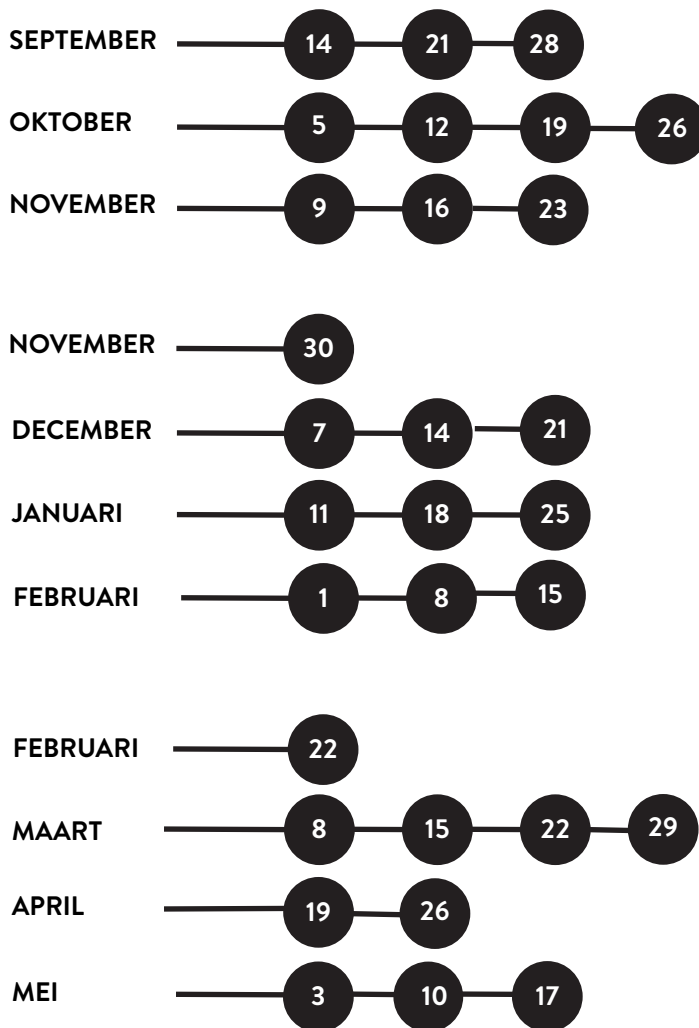 SEPTEMBER 14 21 28
OKTOBER 5 12 19 26
NOVEMBER 9 16 23
NOVEMBER 30
DECEMBER 7 14 21
JANUARI 11 18 25
FEBRUARI 1 8 15
FEBRUARI 22
MAART 8 15 22 29
APRIL 19 26
MEI 3 10 17